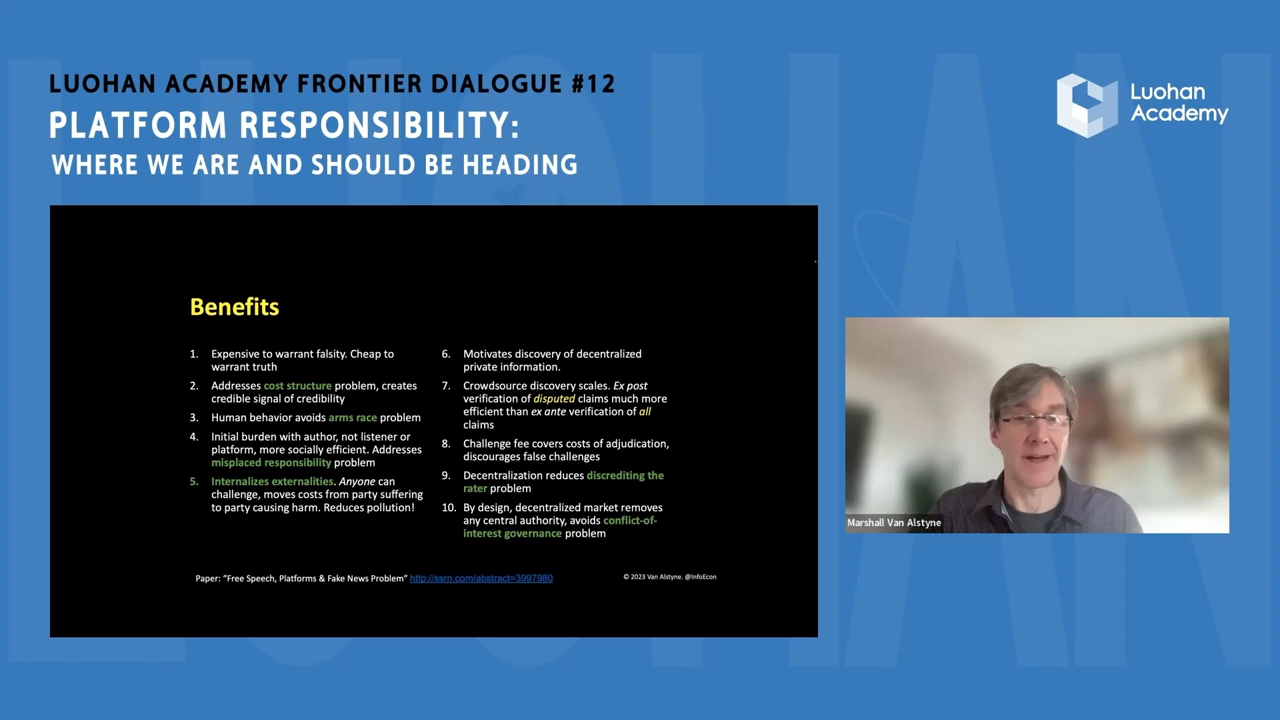 LUOHAN ACADEMY FRONTIER DIALOGUE #12
PLATFORM RESPONSIBILITY:
WHERE WE ARE AND SHOULD BE HEADING
Luohan
Academy
Benefits
1. Expensive to warrant falsity. Cheap to
warrant truth
2. Addresses cost structure problem, creates
credible signal of credibility
3. Human behavior avoids arms race problem
4. Initial burden with author, not listener or
platform, more socially efficient. Addresses
misplaced responsibility problem
5. Internalizes externalities. Anyone can
challenge, moves costs from party suffering
to party causing harm. Reduces pollution!
6. Motivates discovery of decentralized
private information.
7. Crowdsource discovery scales. Ex post
verification of disputed claims much more
efficient than ex ante verification of all
claims
8. Challenge fee covers costs of adjudication,
discourages false challenges
9. Decentralization reduces discrediting the
rater problem
10. By design, decentralized market removes
any central authority, avoids conflict-of-
interest governance problem
Paper: “Free Speech, Platforms & Fake News Problem” http://ssrn.com/abstract=3997980
© 2023 Van Alstyne. @InfoEcon
Marshall Van Alstyne
LUOHAN